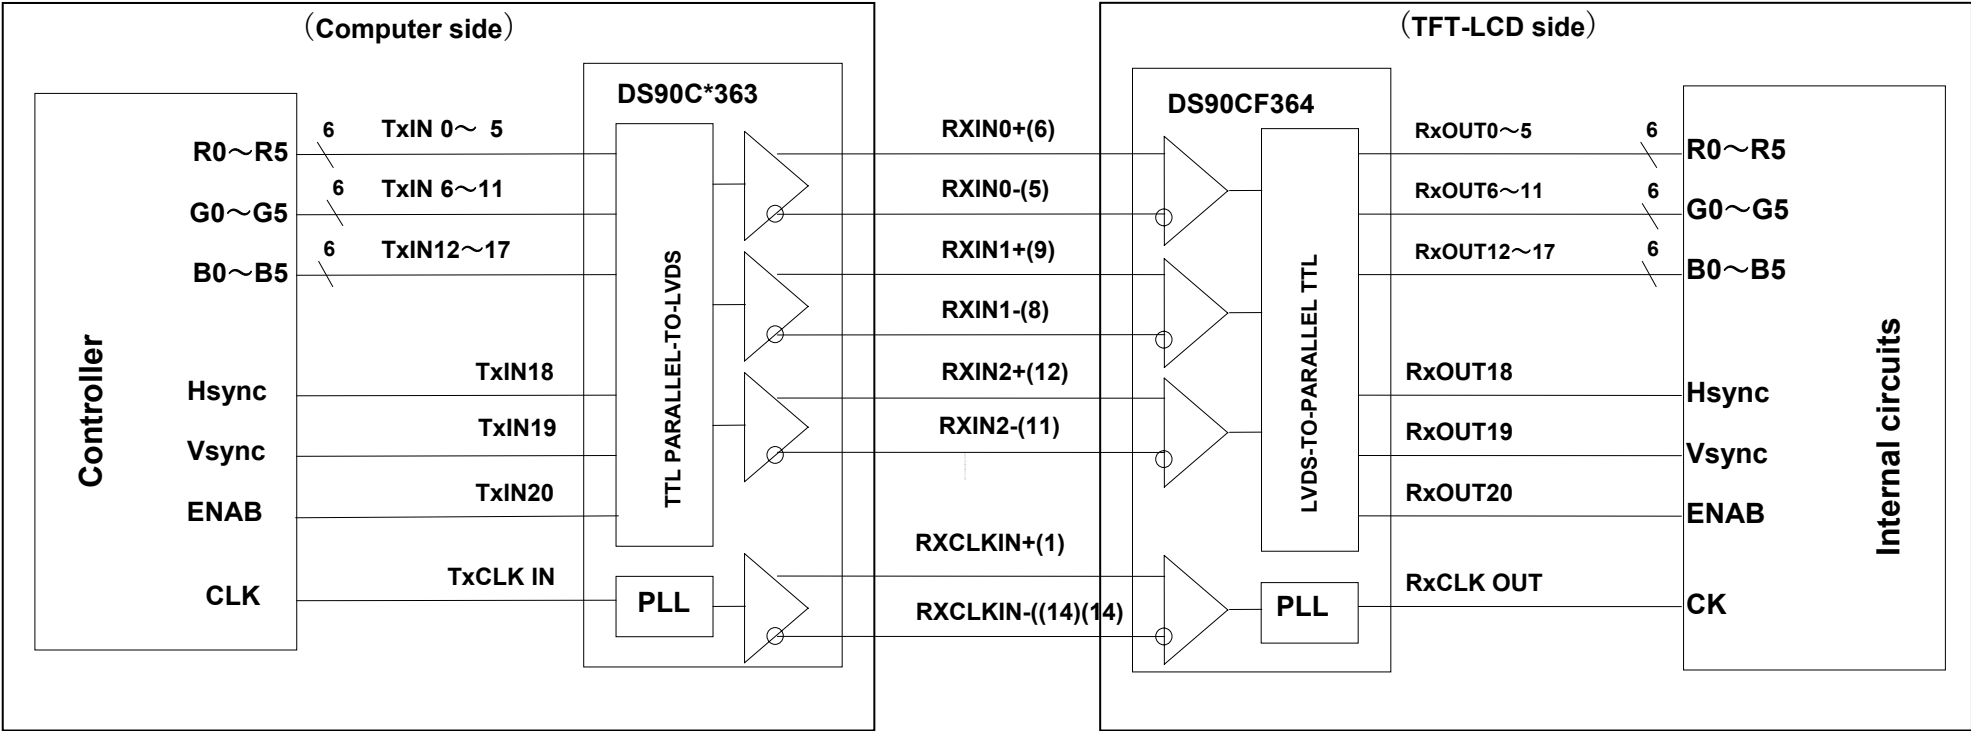 （Computer side）
（TFT-LCD side）
DS90C*363
DS90CF364
Controller
R0～R5
G0～G5
B0～B5
Hsync
Vsync
ENAB
CLK
6
TxIN 0～ 5
6
TxIN 6～11
6
TxIN12～17
TxIN18
TxIN19
TxIN20
TxCLK IN
TTL PARALLEL-TO-LVDS
PLL
RXIN0+(6)
RXIN0-(5)
RXIN1+(9)
RXIN1-(8)
RXIN2+(12)
RXIN2-(11)
RXCLKIN+(1)
RXCLKIN-((14)(14)
LVDS-TO-PARALLEL TTL
PLL
RxOUT0～5
6
RxOUT6～11
6
RxOUT12～17
6
RxOUT18
RxOUT19
RxOUT20
RxCLK OUT
R0～R5
G0～G5
B0～B5
Hsync
Vsync
ENAB
CK
Internal circuits